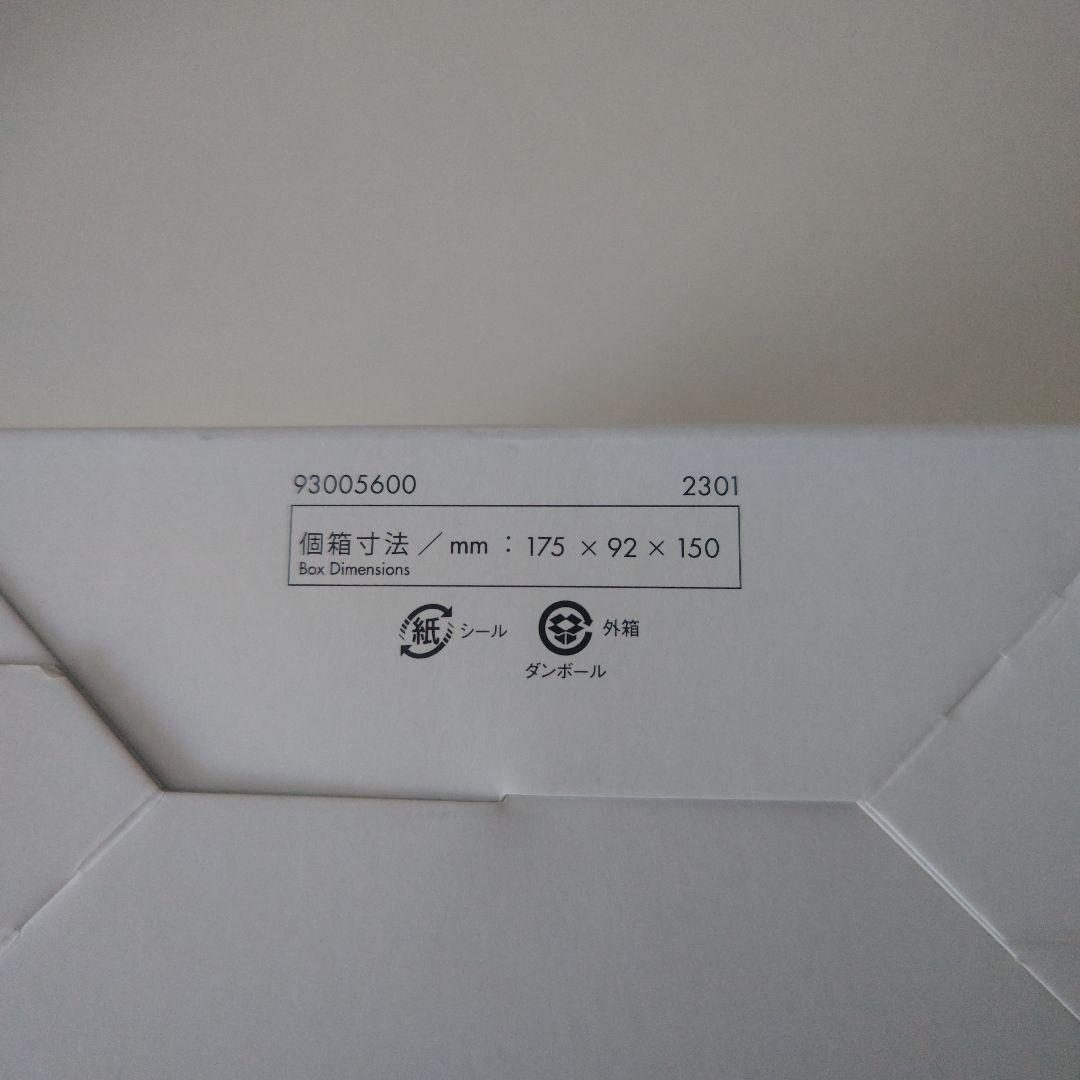 93005600 2301
個箱寸法／mm：175 × 92 × 150
Box Dimensions
紙 シール 外箱
ダンボール